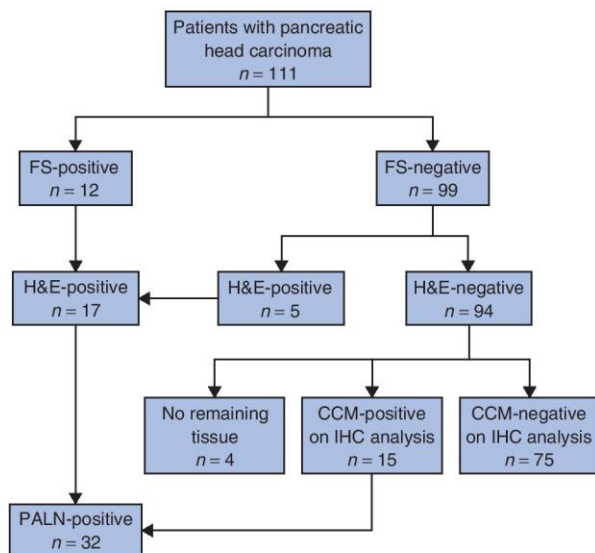 Patients with pancreatic
head carcinoma
n = 111
FS-positive
n = 12
FS-negative
n = 99
H&E-positive
n = 17
H&E-positive
n = 5
H&E-negative
n = 94
No remaining
tissue
n = 4
CCM-positive
on IHC analysis
n = 15
CCM-negative
on IHC analysis
n = 75
PALN-positive
n = 32